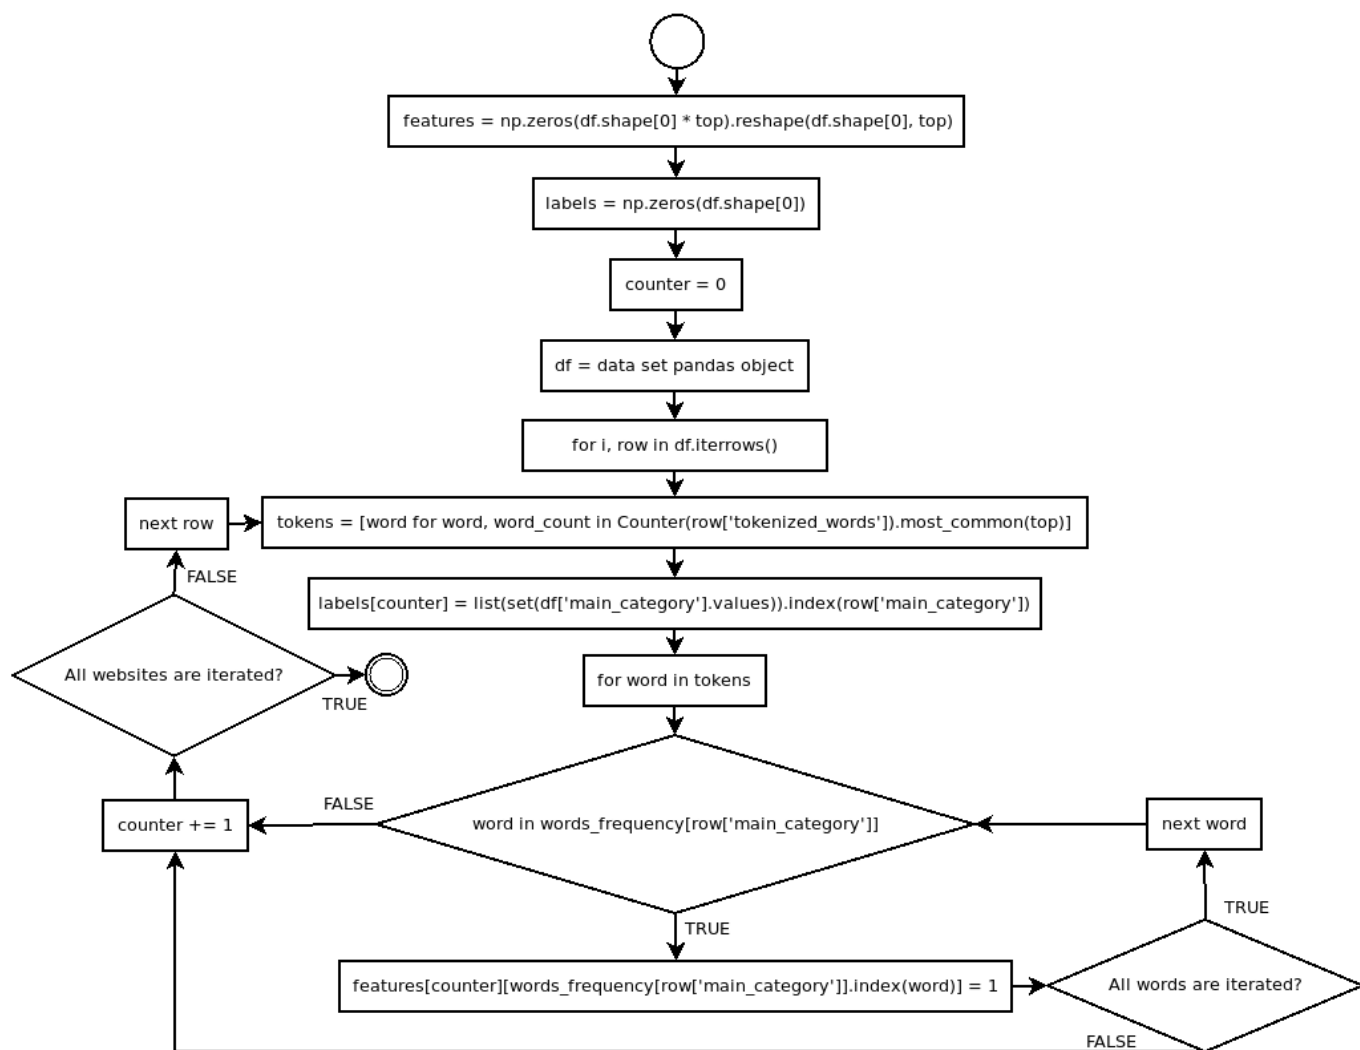 features = np.zeros(df.shape[0] * top).reshape(df.shape[0], top)
labels = np.zeros(df.shape[0])
counter = 0
df = data set pandas object
for i, row in df.iterrows()
next row
tokens = [word for word, word_count in Counter(row['tokenized_words']).most_common(top)]
FALSE
labels[counter] = list(set(df['main_category'].values)).index(row['main_category'])
All websites are iterated?
TRUE
for word in tokens
FALSE
counter += 1
word in words_frequency[row['main_category']]
next word
TRUE
TRUE
features[counter][words_frequency[row['main_category']].index(word)] = 1
All words are iterated?
FALSE